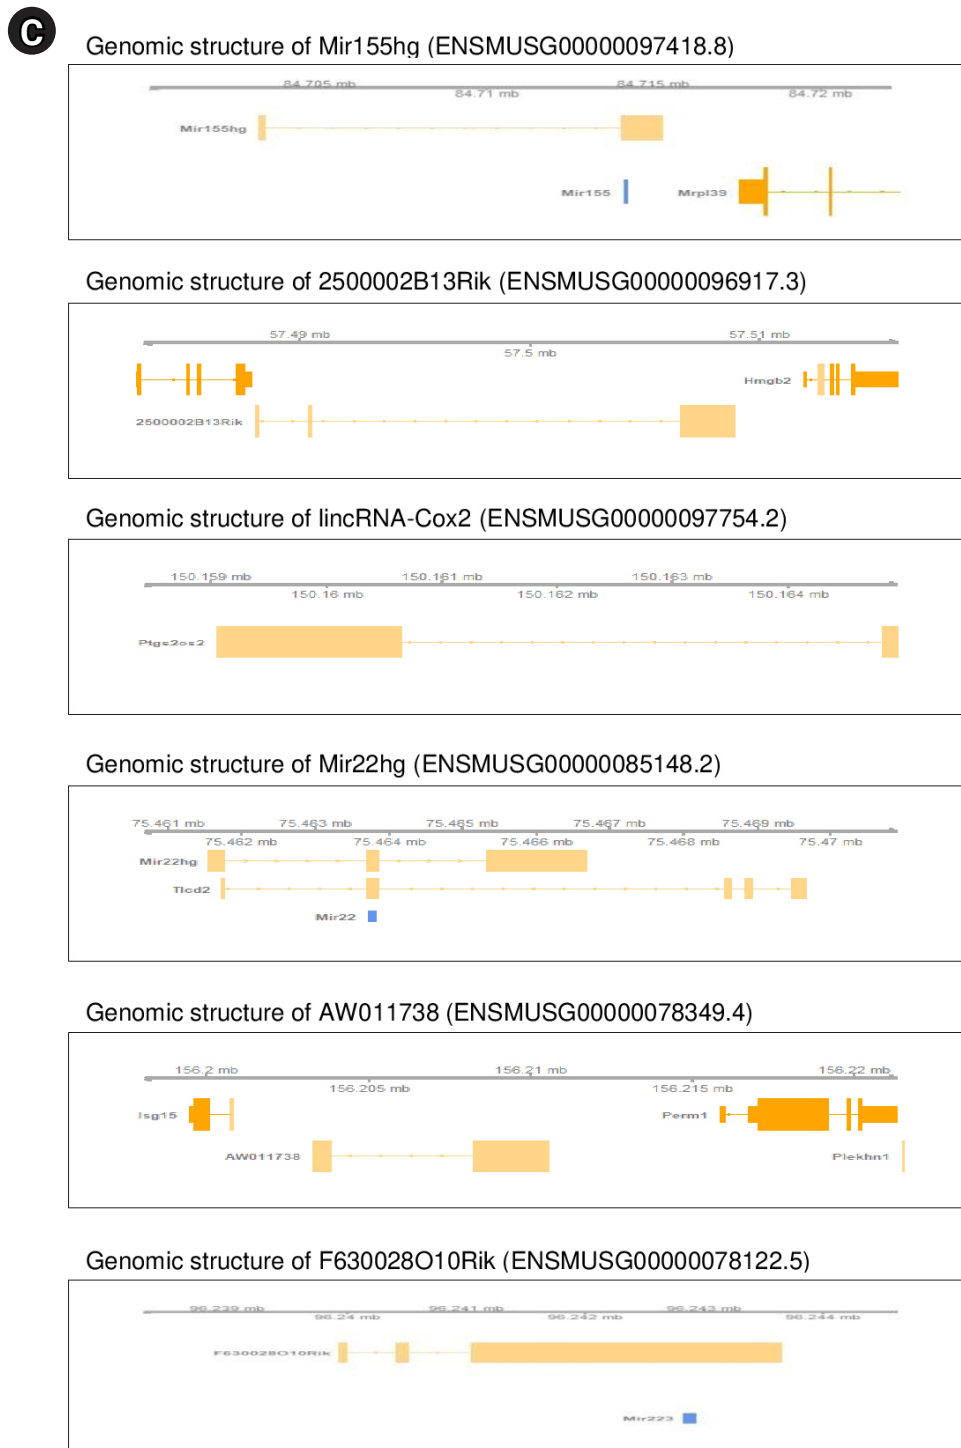 C
Genomic structure of Mir155hg (ENSMUSG00000097418.8)
84.705 mb 84.715 mb
84.71 mb 84.72 mb
Mir155hg
Mir155 Mrpl39
Genomic structure of 2500002B13Rik (ENSMUSG00000096917.3)
57.49 mb 57.51 mb
57.5 mb
Hmgb2
2500002B13Rik
Genomic structure of lincRNA-Cox2 (ENSMUSG00000097754.2)
150.159 mb 150.161 mb 150.163 mb
150.16 mb 150.162 mb 150.164 mb
Ptgs2os2
Genomic structure of Mir22hg (ENSMUSG00000085148.2)
75.461 mb 75.463 mb 75.465 mb 75.467 mb 75.469 mb
75.462 mb 75.464 mb 75.466 mb 75.468 mb 75.47 mb
Mir22hg
Tlcd2
Mir22
Genomic structure of AW011738 (ENSMUSG00000078349.4)
156.2 mb 156.21 mb 156.22 mb
156.205 mb 156.215 mb
Isg15 Perm1
AW011738 Plekhn1
Genomic structure of F630028O10Rik (ENSMUSG00000078122.5)
96.239 mb 96.241 mb 96.243 mb
96.24 mb 96.242 mb 96.244 mb
F630028O10Rik
Mir223